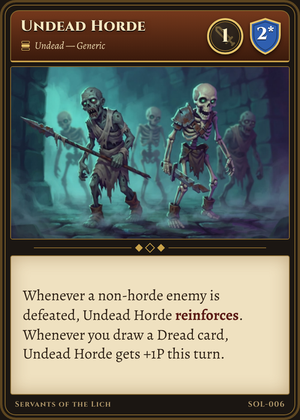 Undead Horde
Undead — Generic
1
2*
Whenever a non-horde enemy is
defeated, Undead Horde reinforces.
Whenever you draw a Dread card,
Undead Horde gets +1P this turn.
Servants of the Lich
SOL-006